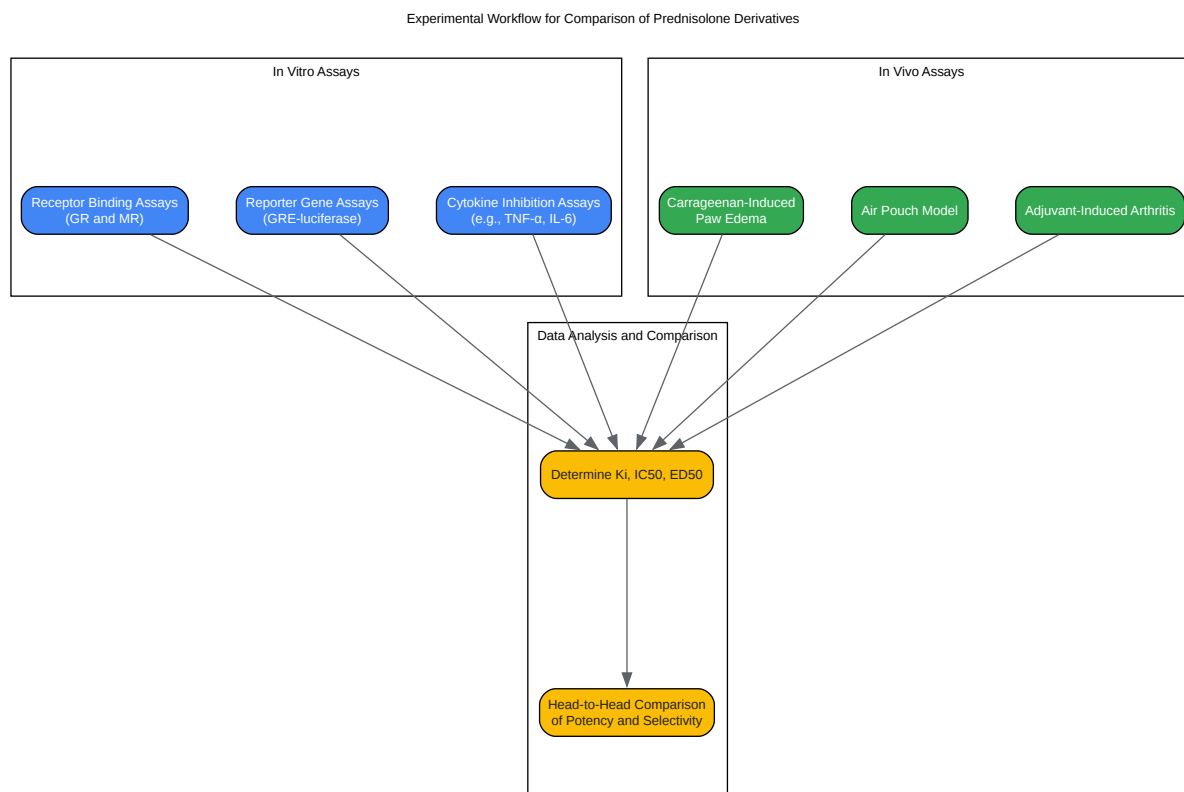 Experimental Workflow for Comparison of Prednisolone Derivatives
In Vitro Assays
In Vivo Assays
Receptor Binding Assays
(GR and MR)
Reporter Gene Assays
(GRE-luciferase)
Cytokine Inhibition Assays
(e.g., TNF-α, IL-6)
Carrageenan-Induced
Paw Edema
Air Pouch Model
Adjuvant-Induced Arthritis
Data Analysis and Comparison
Determine Ki, IC50, ED50
Head-to-Head Comparison
of Potency and Selectivity